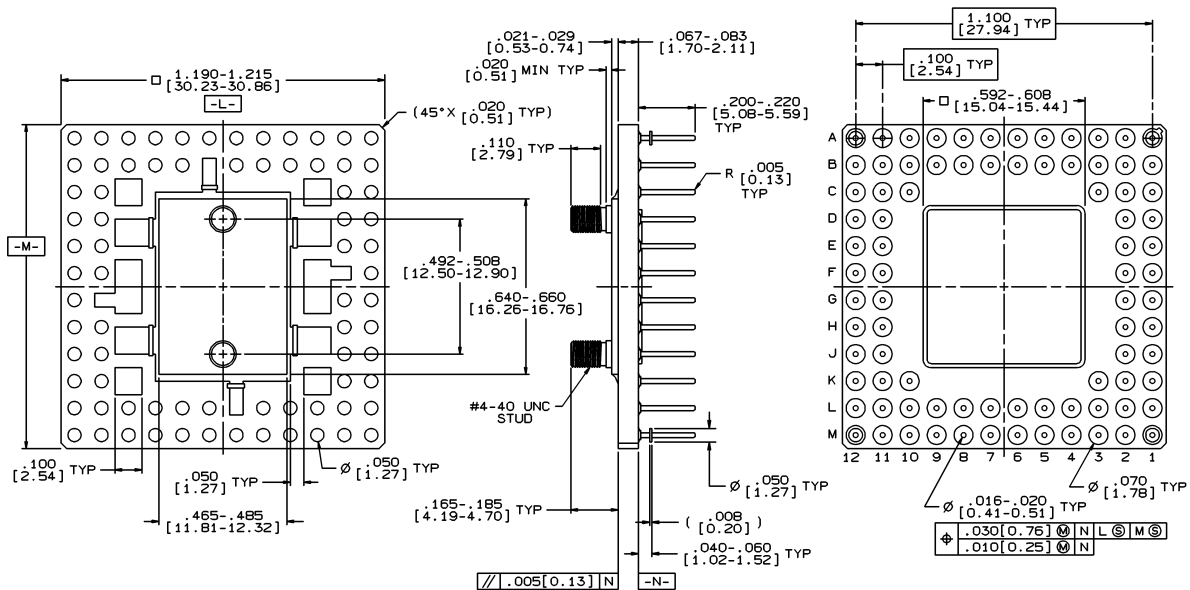 □ 1.190-1.215
[30.23-30.86]
-L-
(45°X .020 [0.51] TYP)
-M-
.492-.508
[12.50-12.90]
.640-.660
[16.26-16.76]
.100
[2.54] TYP
.050
[1.27] TYP
.465-.485
[11.81-12.32]
Ø .050
[1.27] TYP
.021-.029
[0.53-0.74]
.067-.083
[1.70-2.11]
.020
[0.51] MIN TYP
.110
[2.79] TYP
.200-.220
[5.08-5.59]
TYP
R .005
[0.13]
TYP
#4-40 UNC
STUD
.165-.185
[4.19-4.70] TYP
Ø .050
[1.27] TYP
( .008
[0.20] )
.040-.060
[1.02-1.52] TYP
// .005[0.13] N
-N-
1.100
[27.94] TYP
.100
[2.54] TYP
□ .592-.608
[15.04-15.44]
A
B
C
D
E
F
G
H
J
K
L
M
12 11 10 9 8 7 6 5 4 3 2 1
Ø .070
[1.78] TYP
Ø .016-.020
[0.41-0.51] TYP
⌖ .030[0.76] Ⓜ N L Ⓢ M Ⓢ
.010[0.25] Ⓜ N